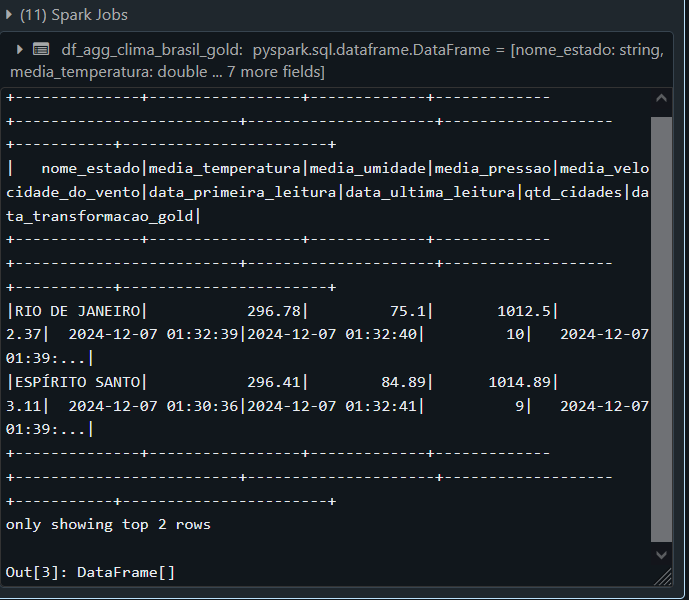 (11) Spark Jobs
df_agg_clima_brasil_gold: pyspark.sql.dataframe.DataFrame = [nome_estado: string,
media_temperatura: double ... 7 more fields]
+--------------+-----------------+-------------+-------------
+-------------------------+---------------------+-------------------
+-----------+-----------------------+
|   nome_estado|media_temperatura|media_umidade|media_pressao|media_velo
cidade_do_vento|data_primeira_leitura|data_ultima_leitura|qtd_cidades|da
ta_transformacao_gold|
+--------------+-----------------+-------------+-------------
+-------------------------+---------------------+-------------------
+-----------+-----------------------+
|RIO DE JANEIRO|           296.78|         75.1|       1012.5|
2.37|  2024-12-07 01:32:39|2024-12-07 01:32:40|         10|   2024-12-07
01:39:...|
|ESPÍRITO SANTO|           296.41|        84.89|      1014.89|
3.11|  2024-12-07 01:30:36|2024-12-07 01:32:41|          9|   2024-12-07
01:39:...|
+--------------+-----------------+-------------+-------------
+-------------------------+---------------------+-------------------
+-----------+-----------------------+
only showing top 2 rows
Out[3]: DataFrame[]